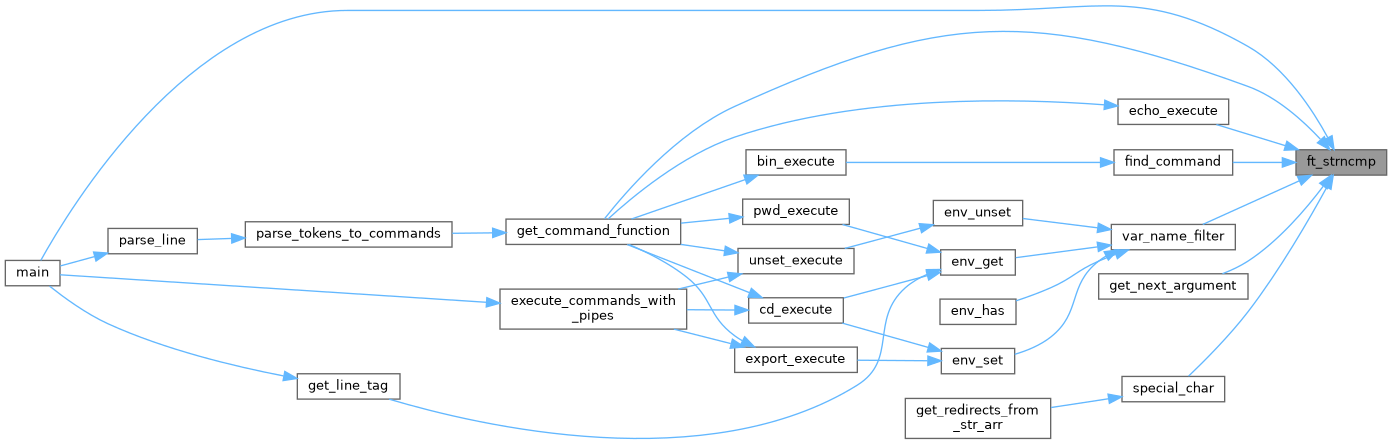 main
parse_line
parse_tokens_to_commands
get_command_function
execute_commands_with
_pipes
get_line_tag
bin_execute
pwd_execute
unset_execute
cd_execute
export_execute
env_unset
env_get
env_has
env_set
get_redirects_from
_str_arr
echo_execute
find_command
var_name_filter
get_next_argument
special_char
ft_strncmp